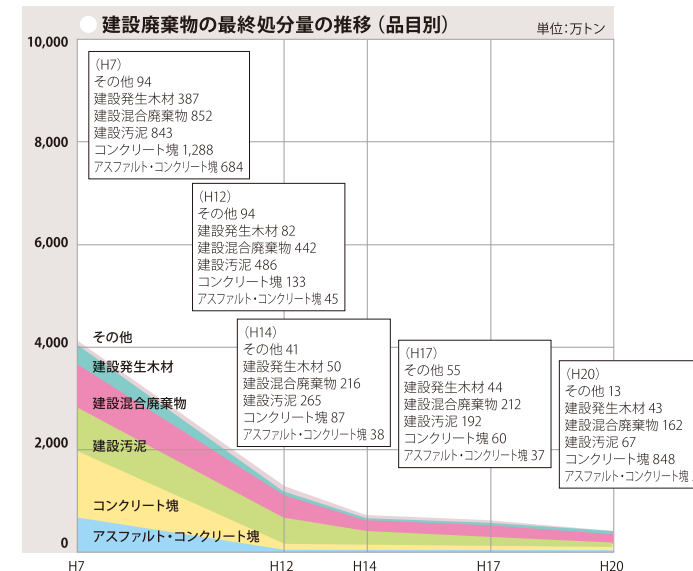 建設廃棄物の最終処分量の推移（品目別）
単位：万トン
10,000
8,000
6,000
4,000
2,000
0
（H7）
その他 94
建設発生木材 387
建設混合廃棄物 852
建設汚泥 843
コンクリート塊 1,288
アスファルト・コンクリート塊 684
（H12）
その他 94
建設発生木材 82
建設混合廃棄物 442
建設汚泥 486
コンクリート塊 133
アスファルト・コンクリート塊 45
（H14）
その他 41
建設発生木材 50
建設混合廃棄物 216
建設汚泥 265
コンクリート塊 87
アスファルト・コンクリート塊 38
（H17）
その他 55
建設発生木材 44
建設混合廃棄物 212
建設汚泥 192
コンクリート塊 60
アスファルト・コンクリート塊 37
（H20）
その他 13
建設発生木材 43
建設混合廃棄物 162
建設汚泥 67
コンクリート塊 848
アスファルト・コンクリート塊
その他
建設発生木材
建設混合廃棄物
建設汚泥
コンクリート塊
アスファルト・コンクリート塊
H7
H12
H14
H17
H20